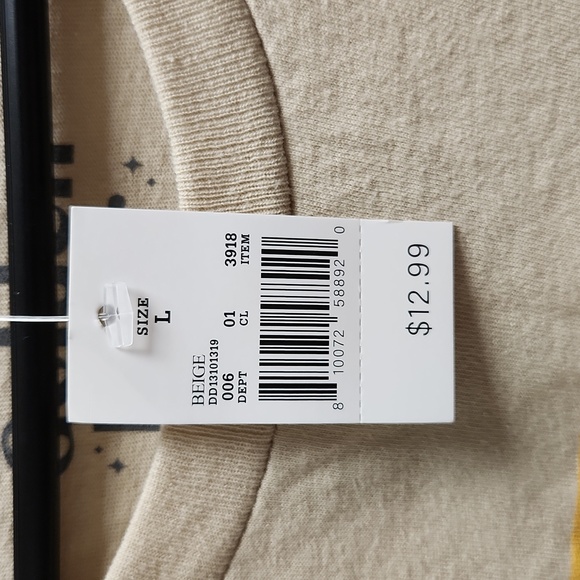 SIZE
L
BEIGE
DD13101319
006 01 3918
DEPT CL ITEM
8 10072 58892 0
$12.99